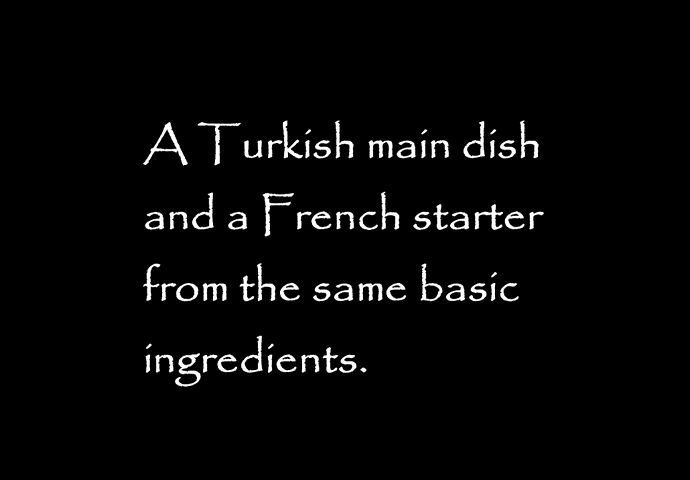 A Turkish main dish
and a French starter
from the same basic
ingredients.